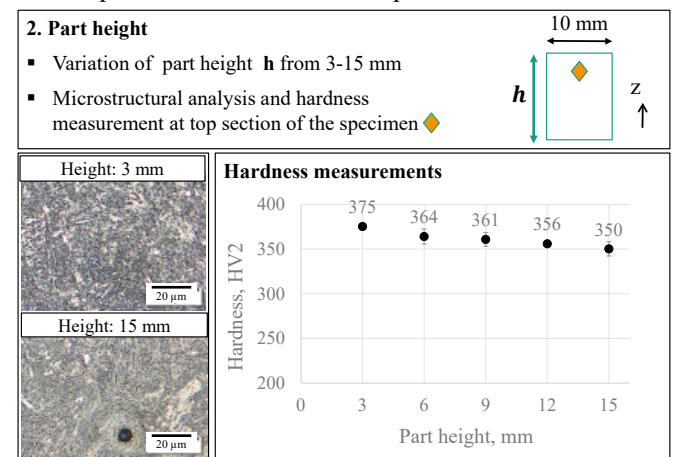 2. Part height
▪ Variation of part height h from 3-15 mm
▪ Microstructural analysis and hardness
measurement at top section of the specimen
10 mm
h
z
Height: 3 mm
20 µm
Height: 15 mm
20 µm
Hardness measurements
Hardness, HV2
400
350
300
250
200
375
364
361
356
350
0 3 6 9 12 15
Part height, mm